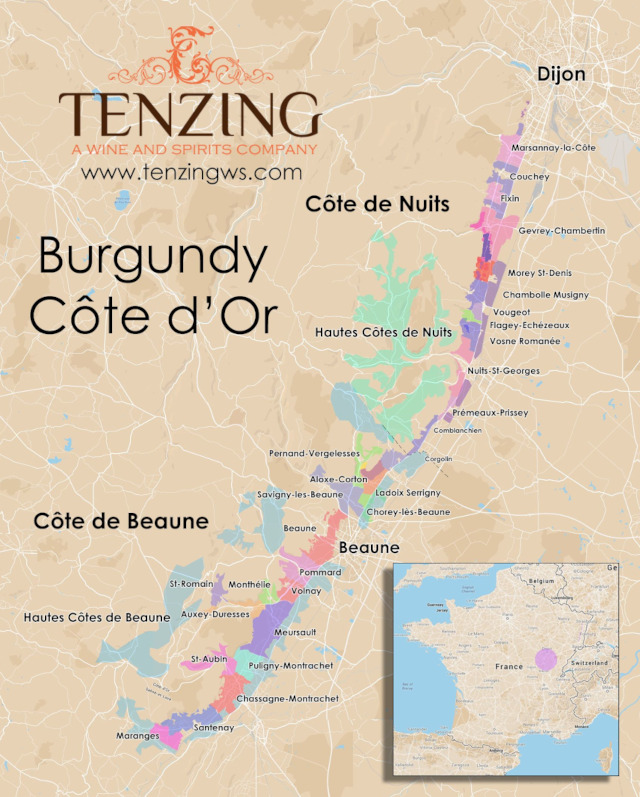 TENZING
A WINE AND SPIRITS COMPANY
www.tenzingws.com
Burgundy
Côte d'Or
Dijon
Marsannay-la-Côte
Couchey
Fixin
Côte de Nuits
Gevrey-Chambertin
Morey St-Denis
Chambolle Musigny
Vougeot
Flagey-Echézeaux
Hautes Côtes de Nuits
Vosne Romanée
Nuits-St-Georges
Prémeaux-Prissey
Comblanchien
Pernand-Vergelesses
Corgolin
Aloxe-Corton
Savigny-les-Beaune
Ladoix Serrigny
Chorey-lès-Beaune
Côte de Beaune
Beaune
Beaune
Pommard
St-Romain
Monthélie
Volnay
Hautes Côtes de Beaune
Auxey-Duresses
Meursault
St-Aubin
Puligny-Montrachet
Chassagne-Montrachet
Santenay
Maranges
Ge
Belgium
France
Switzerland